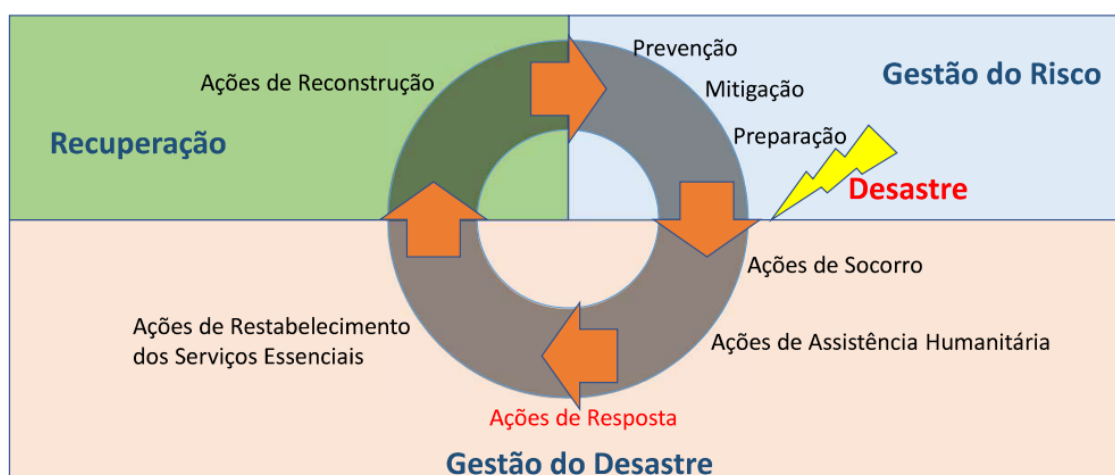 Prevenção
Ações de Reconstrução
Gestão do Risco
Mitigação
Recuperação
Preparação
Desastre
Ações de Socorro
Ações de Restabelecimento
dos Serviços Essenciais
Ações de Assistência Humanitária
Ações de Resposta
Gestão do Desastre